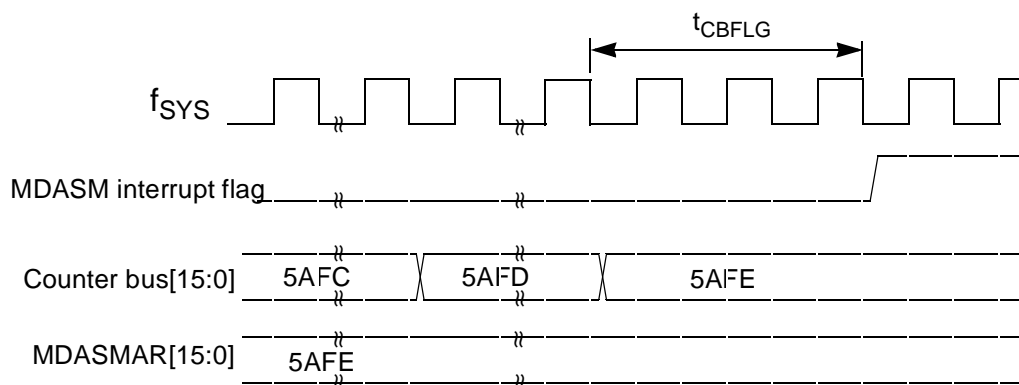 tCBFLG
fSYS
MDASM interrupt flag
Counter bus[15:0]
5AFC
5AFD
5AFE
MDASMAR[15:0]
5AFE